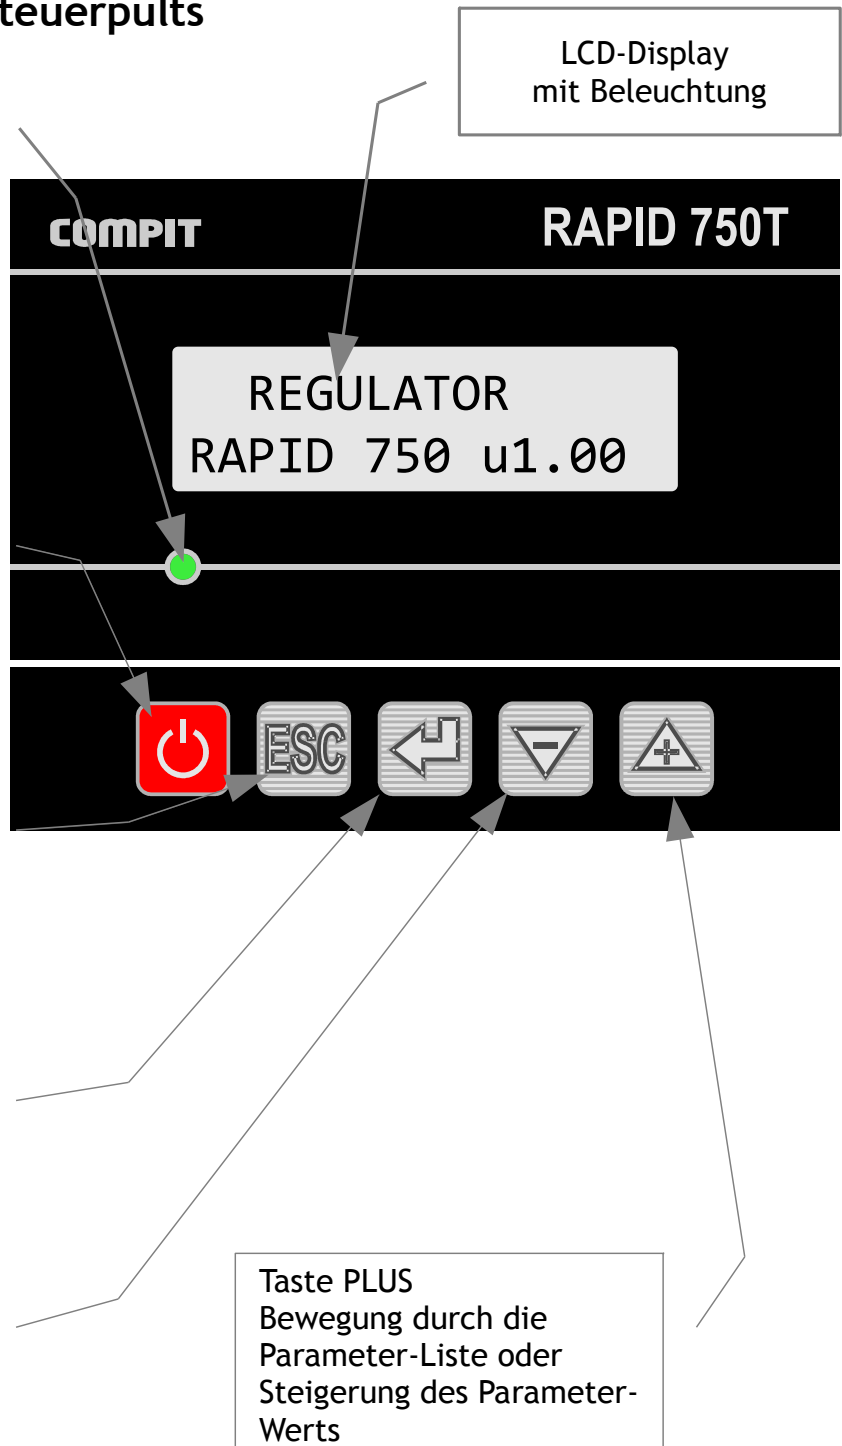 teuerpults
LCD-Display
mit Beleuchtung
COMPIT
RAPID 750T
REGULATOR
RAPID 750 u1.00
ESC
-
+
Taste PLUS
Bewegung durch die
Parameter-Liste oder
Steigerung des Parameter-
Werts